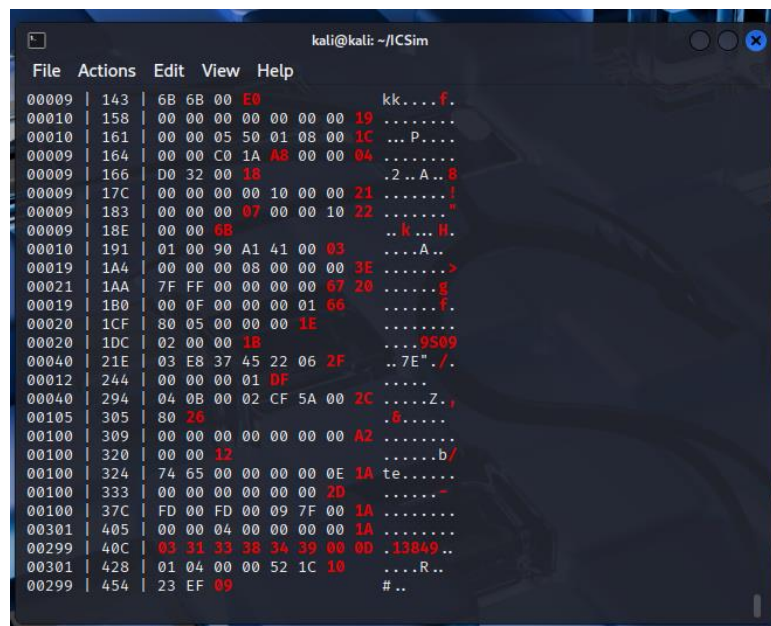 kali@kali: ~/ICSim
File Actions Edit View Help
00009 | 143 | 6B 6B 00 E0 kk....f.
00010 | 158 | 00 00 00 00 00 00 00 19 ........
00010 | 161 | 00 00 05 50 01 08 00 1C ...P....
00009 | 164 | 00 00 C0 1A A8 00 00 04 ........
00009 | 166 | D0 32 00 18 .2..A..8
00009 | 17C | 00 00 00 00 10 00 00 21 .......!
00009 | 183 | 00 00 00 07 00 00 10 22 ......."
00009 | 18E | 00 00 6B ..k...H.
00010 | 191 | 01 00 90 A1 41 00 03 ....A..
00019 | 1A4 | 00 00 00 08 00 00 00 3E .......>
00021 | 1AA | 7F FF 00 00 00 00 67 20 ......g
00019 | 1B0 | 00 0F 00 00 00 01 66 ......f.
00020 | 1CF | 80 05 00 00 00 1E ........
00020 | 1DC | 02 00 00 1B ....9S09
00040 | 21E | 03 E8 37 45 22 06 2F ..7E"./.
00012 | 244 | 00 00 00 01 DF .....
00040 | 294 | 04 0B 00 02 CF 5A 00 2C .....Z.,
00105 | 305 | 80 26 .&.....
00100 | 309 | 00 00 00 00 00 00 00 A2 ........
00100 | 320 | 00 00 12 ......b/
00100 | 324 | 74 65 00 00 00 00 0E 1A te......
00100 | 333 | 00 00 00 00 00 00 2D ......-
00100 | 37C | FD 00 FD 00 09 7F 00 1A ........
00301 | 405 | 00 00 04 00 00 00 00 1A ........
00299 | 40C | 03 31 33 38 34 39 00 0D .13849..
00301 | 428 | 01 04 00 00 52 1C 10 ....R..
00299 | 454 | 23 EF 09 #..